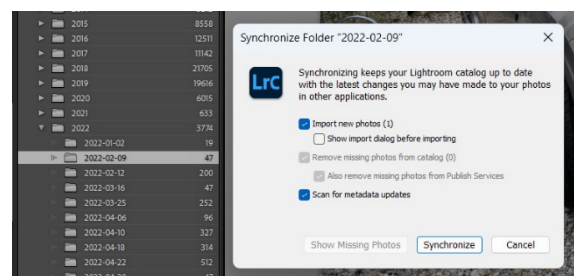 2015 8558
2016 12511
2017 11142
2018 21705
2019 19616
2020 6015
2021 633
2022 3774
2022-01-02 19
2022-02-09 47
2022-02-12 200
2022-03-16 47
2022-03-25 252
2022-04-06 96
2022-04-10 327
2022-04-18 314
2022-04-22 512
Synchronize Folder "2022-02-09"
LrC
Synchronizing keeps your Lightroom catalog up to date
with the latest changes you may have made to your photos
in other applications.
Import new photos (1)
Show import dialog before importing
Remove missing photos from catalog (0)
Also remove missing photos from Publish Services
Scan for metadata updates
Show Missing Photos Synchronize Cancel